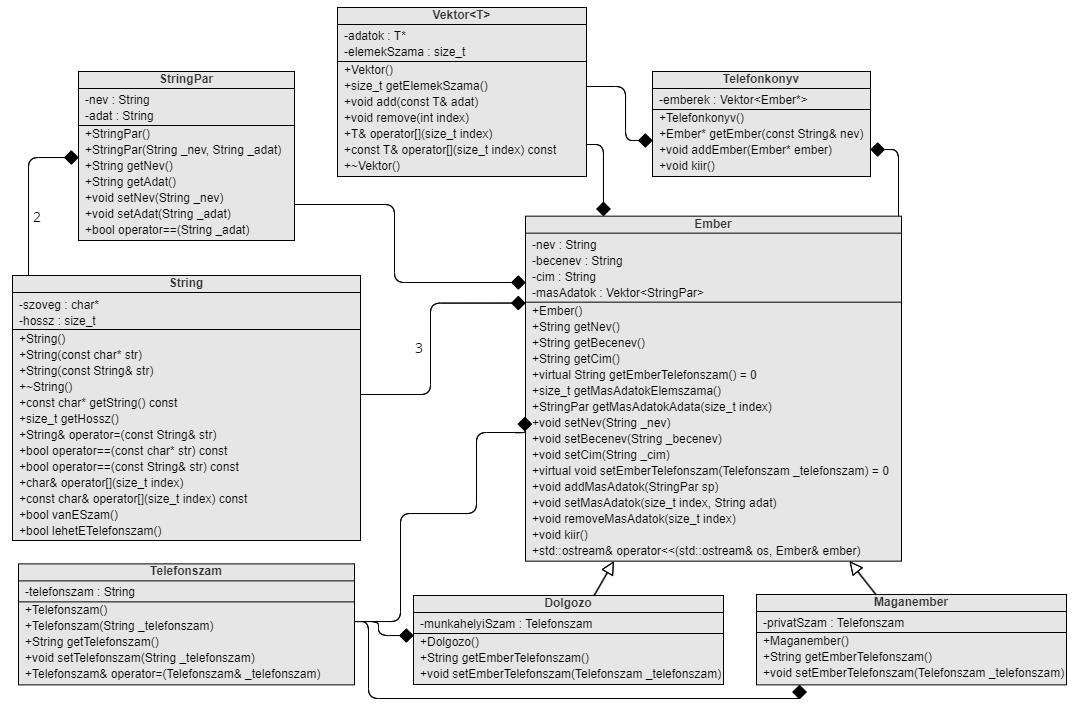 Vektor<T>
-adatok : T*
-elemekSzama : size_t
+Vektor()
+size_t getElemekSzama()
+void add(const T& adat)
+void remove(int index)
+T& operator[](size_t index)
+const T& operator[](size_t index) const
+~Vektor()
StringPar
-nev : String
-adat : String
+StringPar()
+StringPar(String _nev, String _adat)
+String getNev()
+String getAdat()
+void setNev(String _nev)
+void setAdat(String _adat)
+bool operator==(String _adat)
Telefonkonyv
-emberek : Vektor<Ember*>
+Telefonkonyv()
+Ember* getEmber(const String& nev)
+void addEmber(Ember* ember)
+void kiir()
2
3
String
-szoveg : char*
-hossz : size_t
+String()
+String(const char* str)
+String(const String& str)
+~String()
+const char* getString() const
+size_t getHossz()
+String& operator=(const String& str)
+bool operator==(const char* str) const
+bool operator==(const String& str) const
+char& operator[](size_t index)
+const char& operator[](size_t index) const
+bool vanESzam()
+bool lehetETelefonszam()
Ember
-nev : String
-becenev : String
-cim : String
-masAdatok : Vektor<StringPar>
+Ember()
+String getNev()
+String getBecenev()
+String getCim()
+virtual String getEmberTelefonszam() = 0
+size_t getMasAdatokElemszama()
+StringPar getMasAdatokAdata(size_t index)
+void setNev(String _nev)
+void setBecenev(String _becenev)
+void setCim(String _cim)
+virtual void setEmberTelefonszam(Telefonszam _telefonszam) = 0
+void addMasAdatok(StringPar sp)
+void setMasAdatok(size_t index, String adat)
+void removeMasAdatok(size_t index)
+void kiir()
+std::ostream& operator<<(std::ostream& os, Ember& ember)
Telefonszam
-telefonszam : String
+Telefonszam()
+Telefonszam(String _telefonszam)
+String getTelefonszam()
+void setTelefonszam(String _telefonszam)
+Telefonszam& operator=(Telefonszam& _telefonszam)
Dolgozo
-munkahelyiSzam : Telefonszam
+Dolgozo()
+String getEmberTelefonszam()
+void setEmberTelefonszam(Telefonszam _telefonszam)
Maganember
-privatSzam : Telefonszam
+Maganember()
+String getEmberTelefonszam()
+void setEmberTelefonszam(Telefonszam _telefonszam)